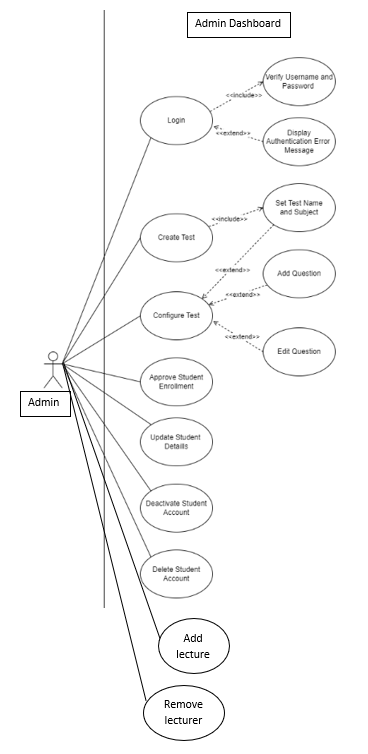 Admin Dashboard
Verify Username and
Password
<<include>>
Login
<<extend>>
Display
Authentication Error
Message
Set Test Name
and Subject
<<include>>
Create Test
<<extend>>
Add Question
<<extend>>
Configure Test
<<extend>>
Edit Question
Approve Student
Enrollment
Admin
Update Student
Details
Deactivate Student
Account
Delete Student
Account
Add
lecture
Remove
lecturer